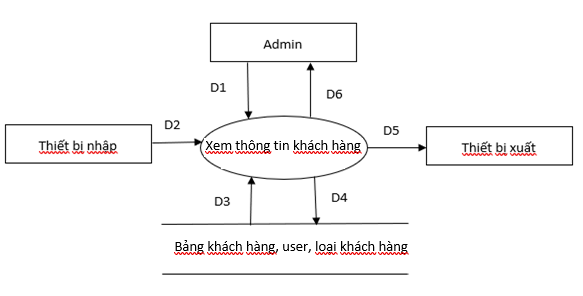 Admin
D1
D6
D2
D5
Thiết bị nhập
Xem thông tin khách hàng
Thiết bị xuất
D3
D4
Bảng khách hàng, user, loại khách hàng